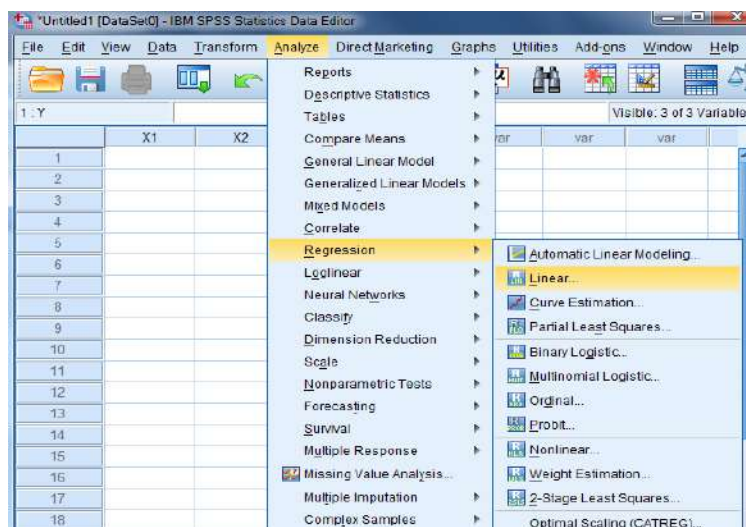 *Untitled1 [DataSet0] - IBM SPSS Statistics Data Editor
File Edit View Data Transform Analyze Direct Marketing Graphs Utilities Add-ons Window Help
1 : Y
Visible: 3 of 3 Variable
X1 X2 var var var
1
2
3
4
5
6
7
8
9
10
11
12
13
14
15
16
17
18
Reports
Descriptive Statistics
Tables
Compare Means
General Linear Model
Generalized Linear Models
Mixed Models
Correlate
Regression
Loglinear
Neural Networks
Classify
Dimension Reduction
Scale
Nonparametric Tests
Forecasting
Survival
Multiple Response
Missing Value Analysis...
Multiple Imputation
Complex Samples
Automatic Linear Modeling...
Linear...
Curve Estimation...
Partial Least Squares...
Binary Logistic...
Multinomial Logistic...
Ordinal...
Probit...
Nonlinear...
Weight Estimation...
2-Stage Least Squares...
Optimal Scaling (CATREG)...